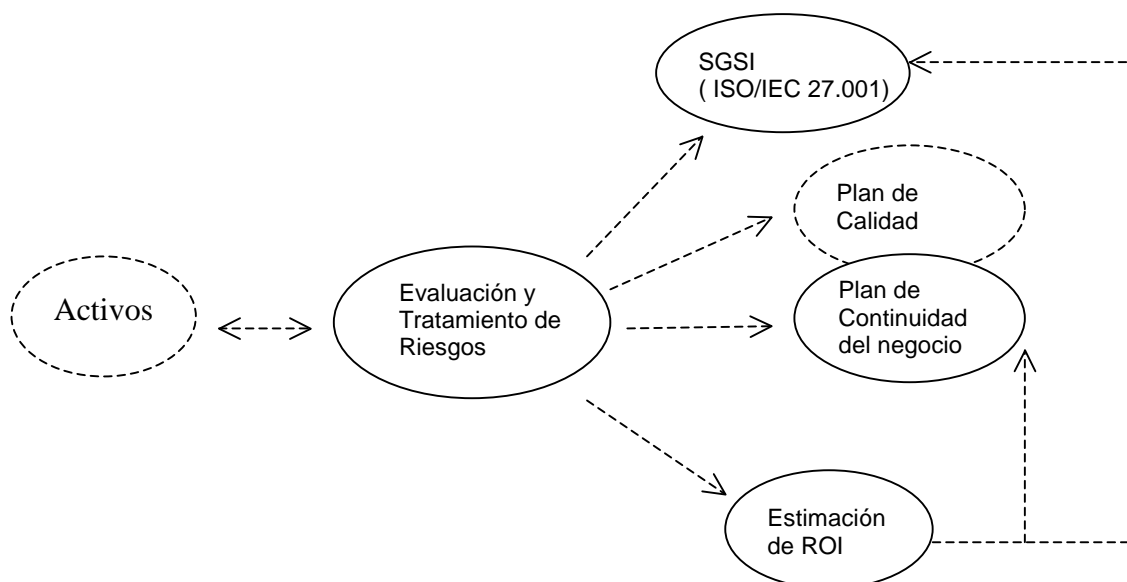 SGSI
( ISO/IEC 27.001)
Plan de
Calidad
Activos
Evaluación y
Tratamiento de
Riesgos
Plan de
Continuidad
del negocio
Estimación
de ROI